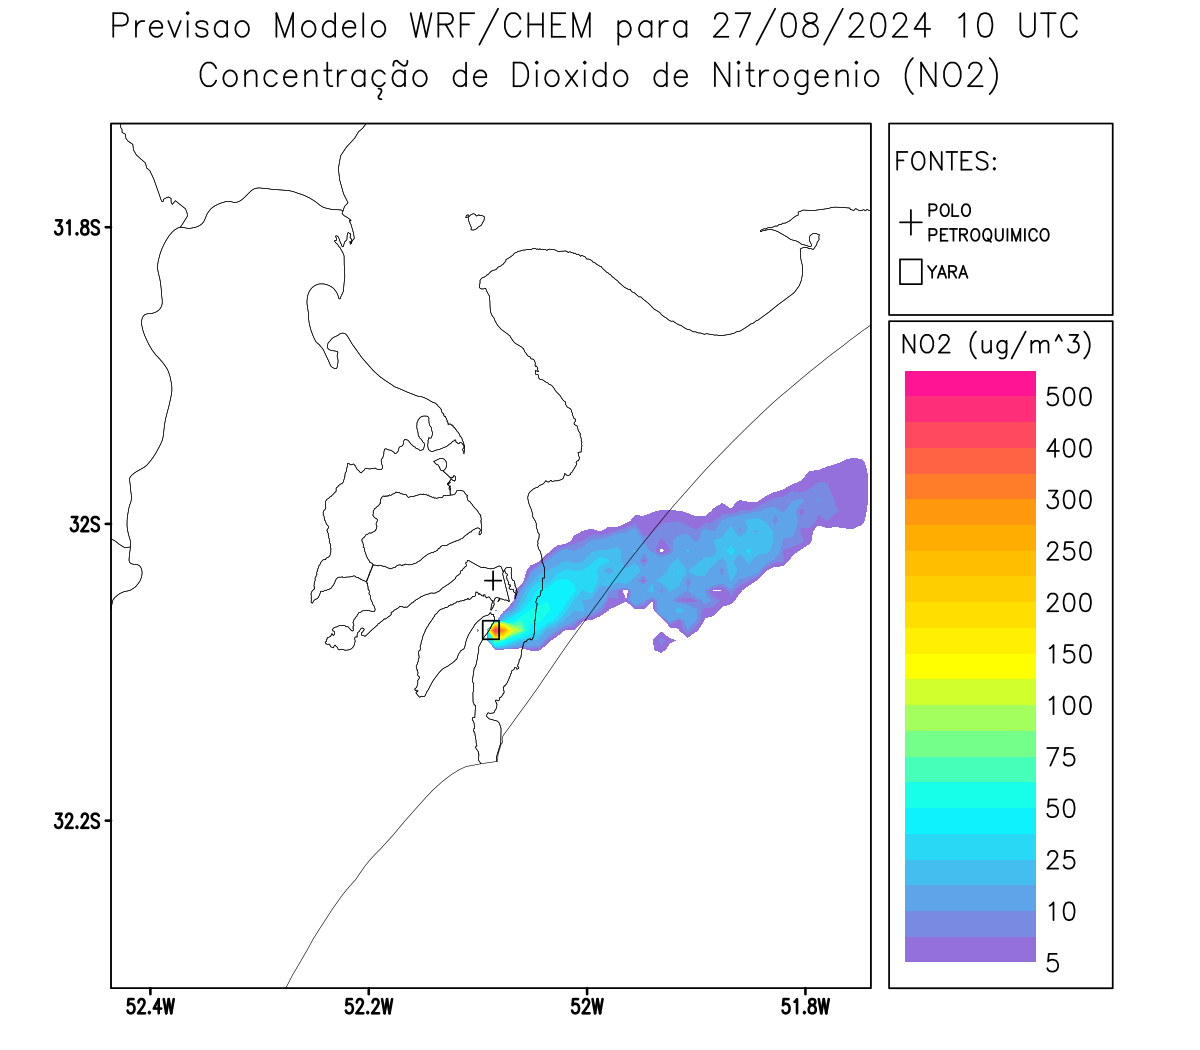 Previsao Modelo WRF/CHEM para 27/08/2024 10 UTC
Concentração de Dioxido de Nitrogenio (NO2)
FONTES:
POLO
PETROQUIMICO
YARA
NO2 (ug/m^3)
500
400
300
250
200
150
100
75
50
25
10
5
31.8S
32S
32.2S
52.4W
52.2W
52W
51.8W